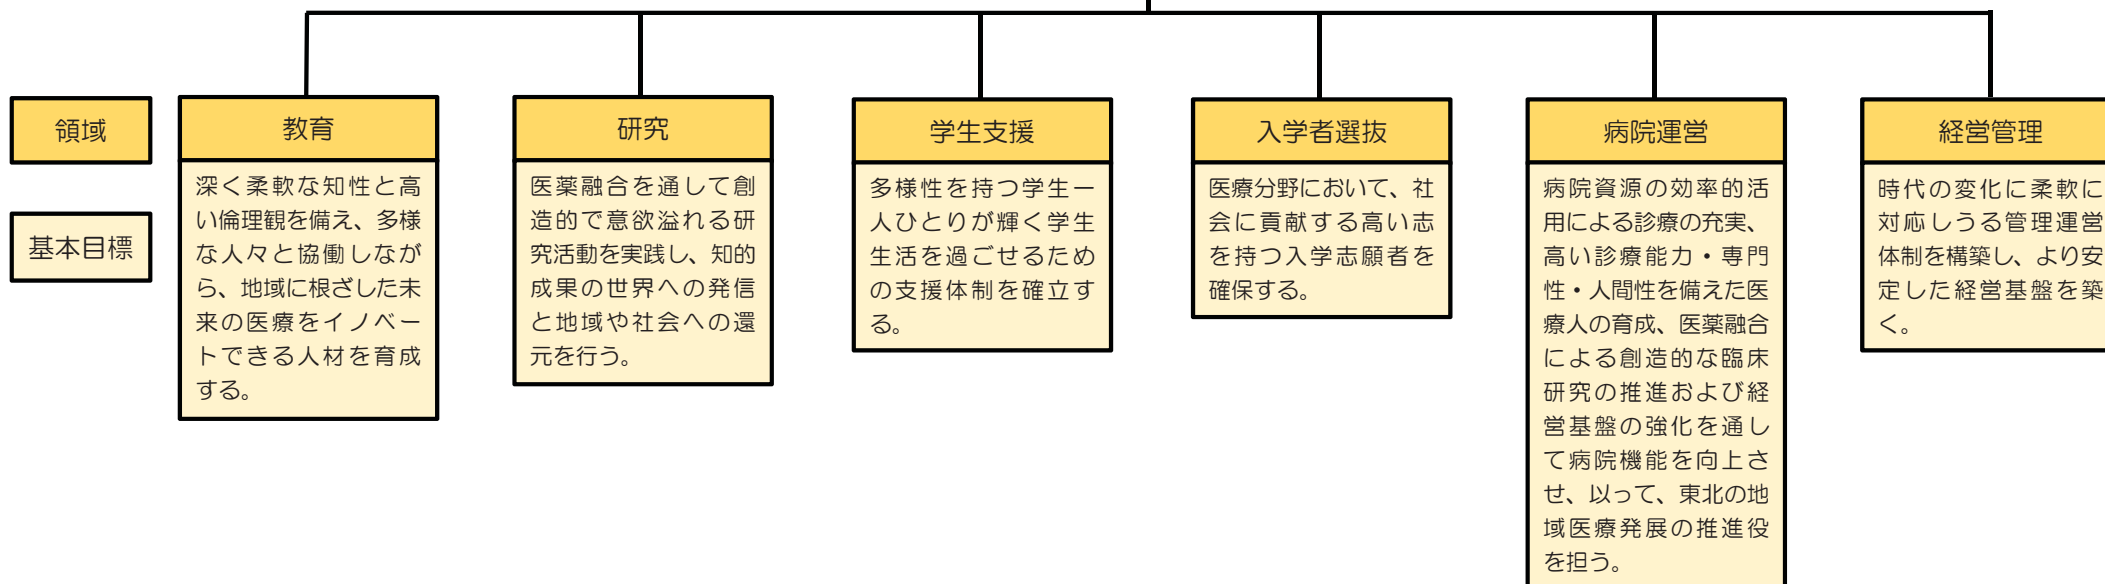 領域
基本目標
教育
深く柔軟な知性と高
い倫理観を備え、多様
な人々と協働しなが
ら、地域に根ざした未
来の医療をイノベー
トできる人材を育成
する。
研究
医薬融合を通して創
造的で意欲溢れる研
究活動を実践し、知的
成果の世界への発信
と地域や社会への還
元を行う。
学生支援
多様性を持つ学生一
人ひとりが輝く学生
生活を過ごせるため
の支援体制を確立す
る。
入学者選抜
医療分野において、社
会に貢献する高い志
を持つ入学志願者を
確保する。
病院運営
病院資源の効率的活
用による診療の充実、
高い診療能力・専門
性・人間性を備えた医
療人の育成、医薬融合
による創造的な臨床
研究の推進および経
営基盤の強化を通し
て病院機能を向上さ
せ、以って、東北の地
域医療発展の推進役
を担う。
経営管理
時代の変化に柔軟に
対応しうる管理運営
体制を構築し、より安
定した経営基盤を築
く。